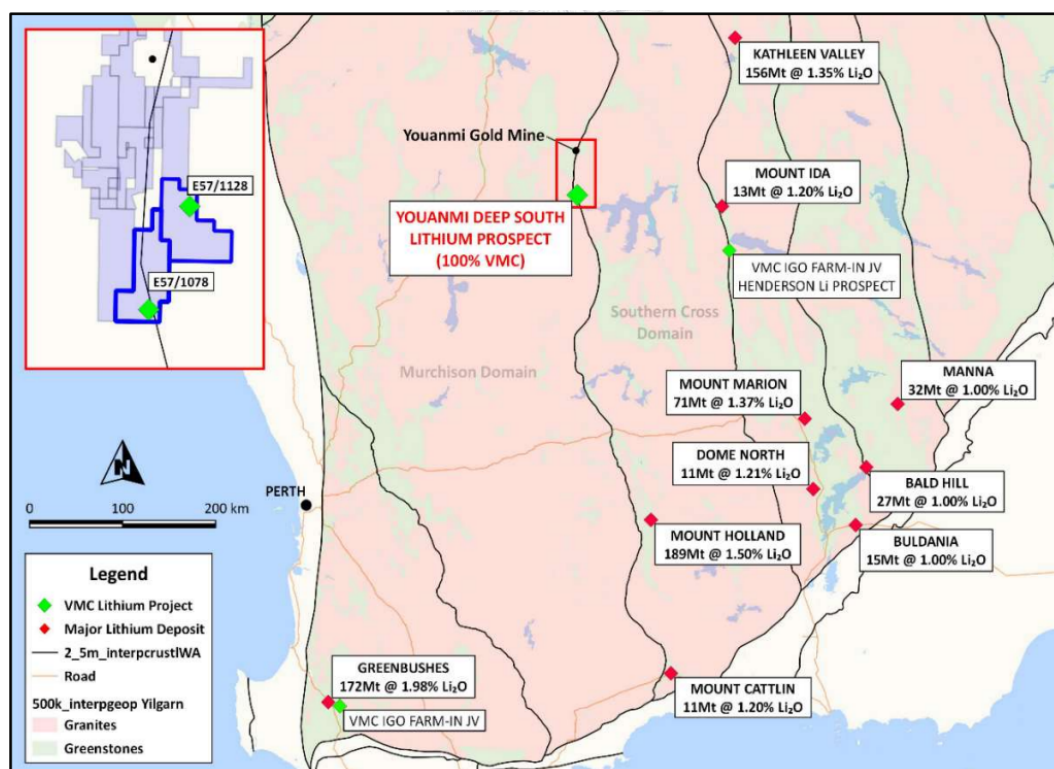 KATHLEEN VALLEY
156Mt @ 1.35% Li₂O
Youanmi Gold Mine
E57/1128
MOUNT IDA
13Mt @ 1.20% Li₂O
YOUANMI DEEP SOUTH
LITHIUM PROSPECT
(100% VMC)
E57/1078
VMC IGO FARM-IN JV
HENDERSON Li PROSPECT
Southern Cross
Domain
Murchison Domain
MANNA
32Mt @ 1.00% Li₂O
MOUNT MARION
71Mt @ 1.37% Li₂O
DOME NORTH
11Mt @ 1.21% Li₂O
N
PERTH
BALD HILL
27Mt @ 1.00% Li₂O
0 100 200 km
MOUNT HOLLAND
189Mt @ 1.50% Li₂O
BULDANIA
15Mt @ 1.00% Li₂O
Legend
VMC Lithium Project
Major Lithium Deposit
2_5m_interpcrustlWA
Road
500k_interpgeop Yilgarn
Granites
Greenstones
GREENBUSHES
172Mt @ 1.98% Li₂O
VMC IGO FARM-IN JV
MOUNT CATTLIN
11Mt @ 1.20% Li₂O